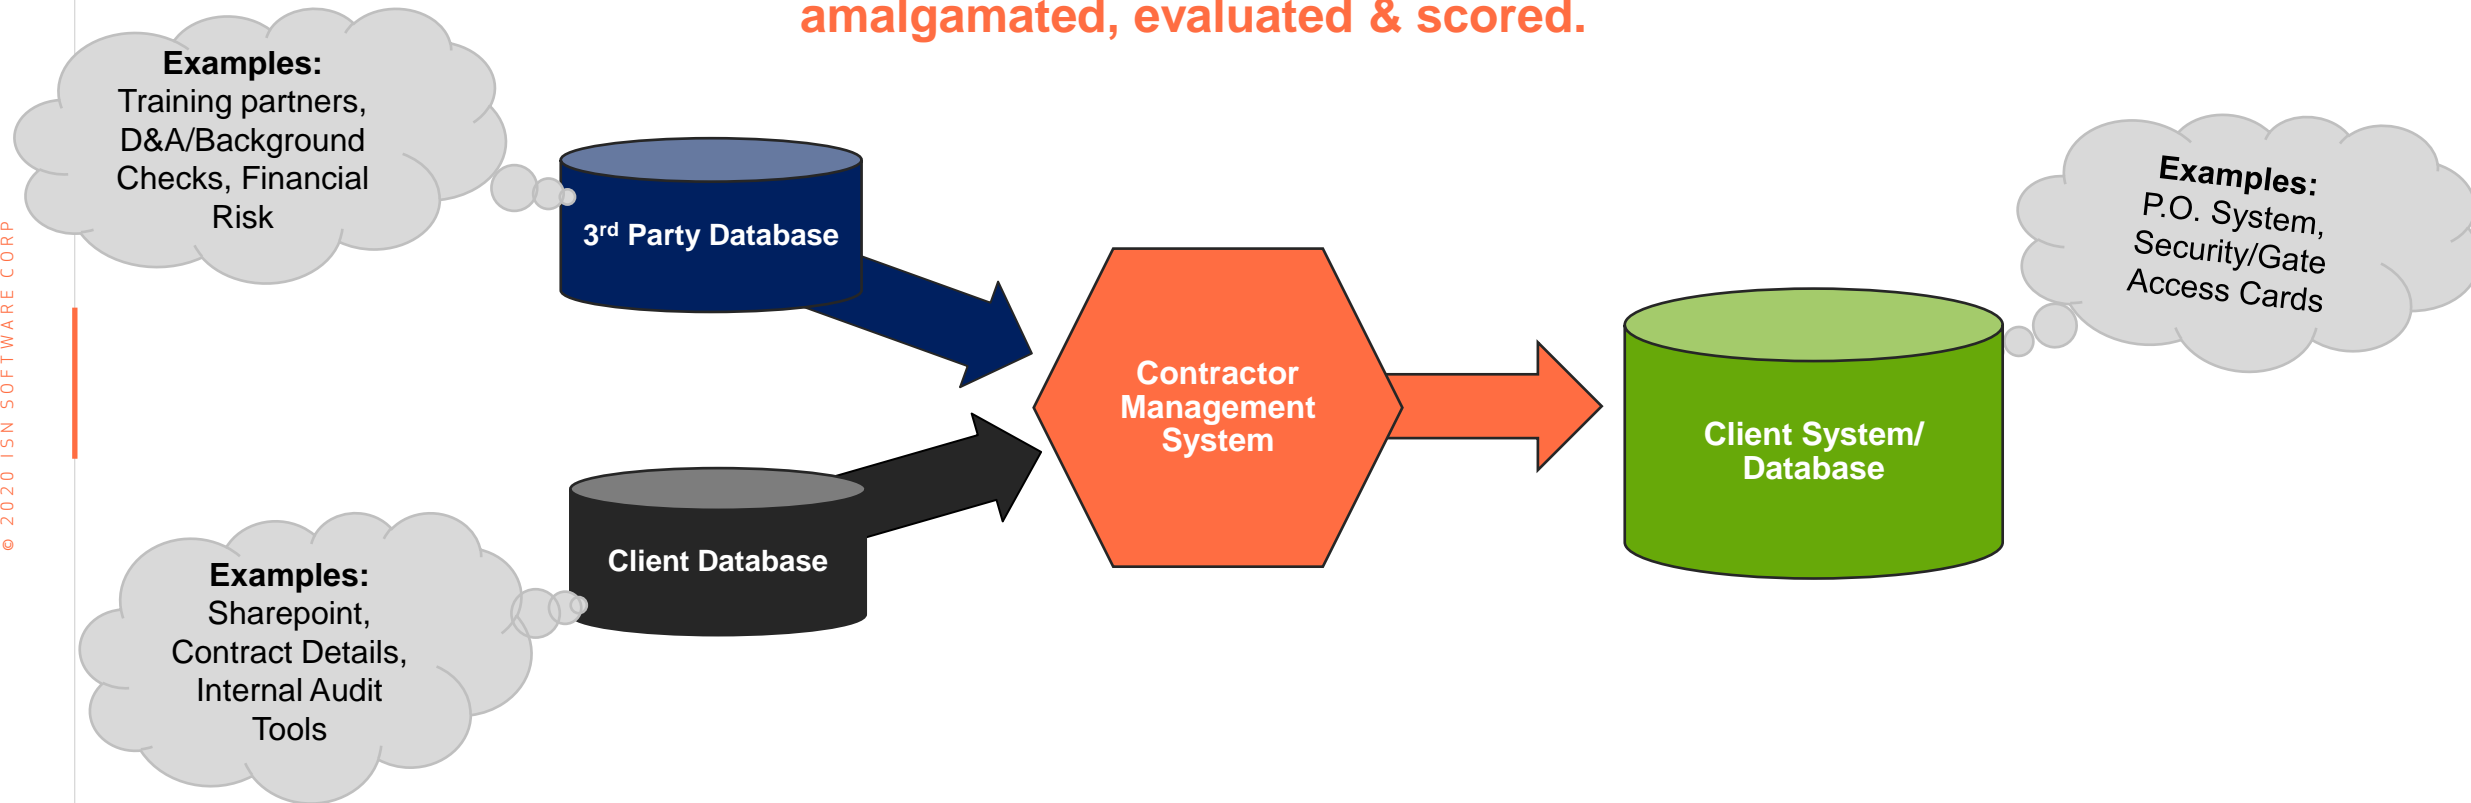 amalgamated, evaluated & scored.
Examples:
Training partners,
D&A/Background
Checks, Financial
Risk
3rd Party Database
Examples:
P.O. System,
Security/Gate
Access Cards
Contractor
Management
System
Client System/
Database
Client Database
Examples:
Sharepoint,
Contract Details,
Internal Audit
Tools
© 2020 ISN SOFTWARE CORP